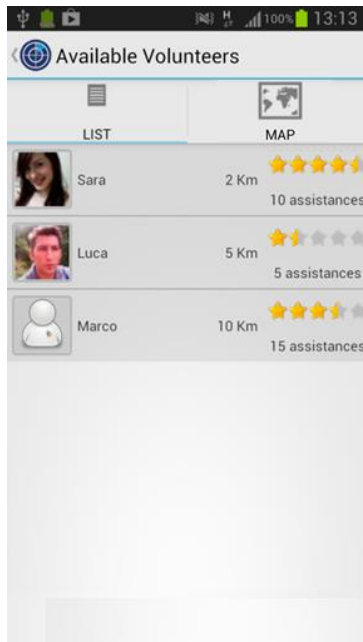 H 100% 13:13
Available Volunteers
LIST MAP
Sara 2 Km
10 assistances
Luca 5 Km
5 assistances
Marco 10 Km
15 assistances